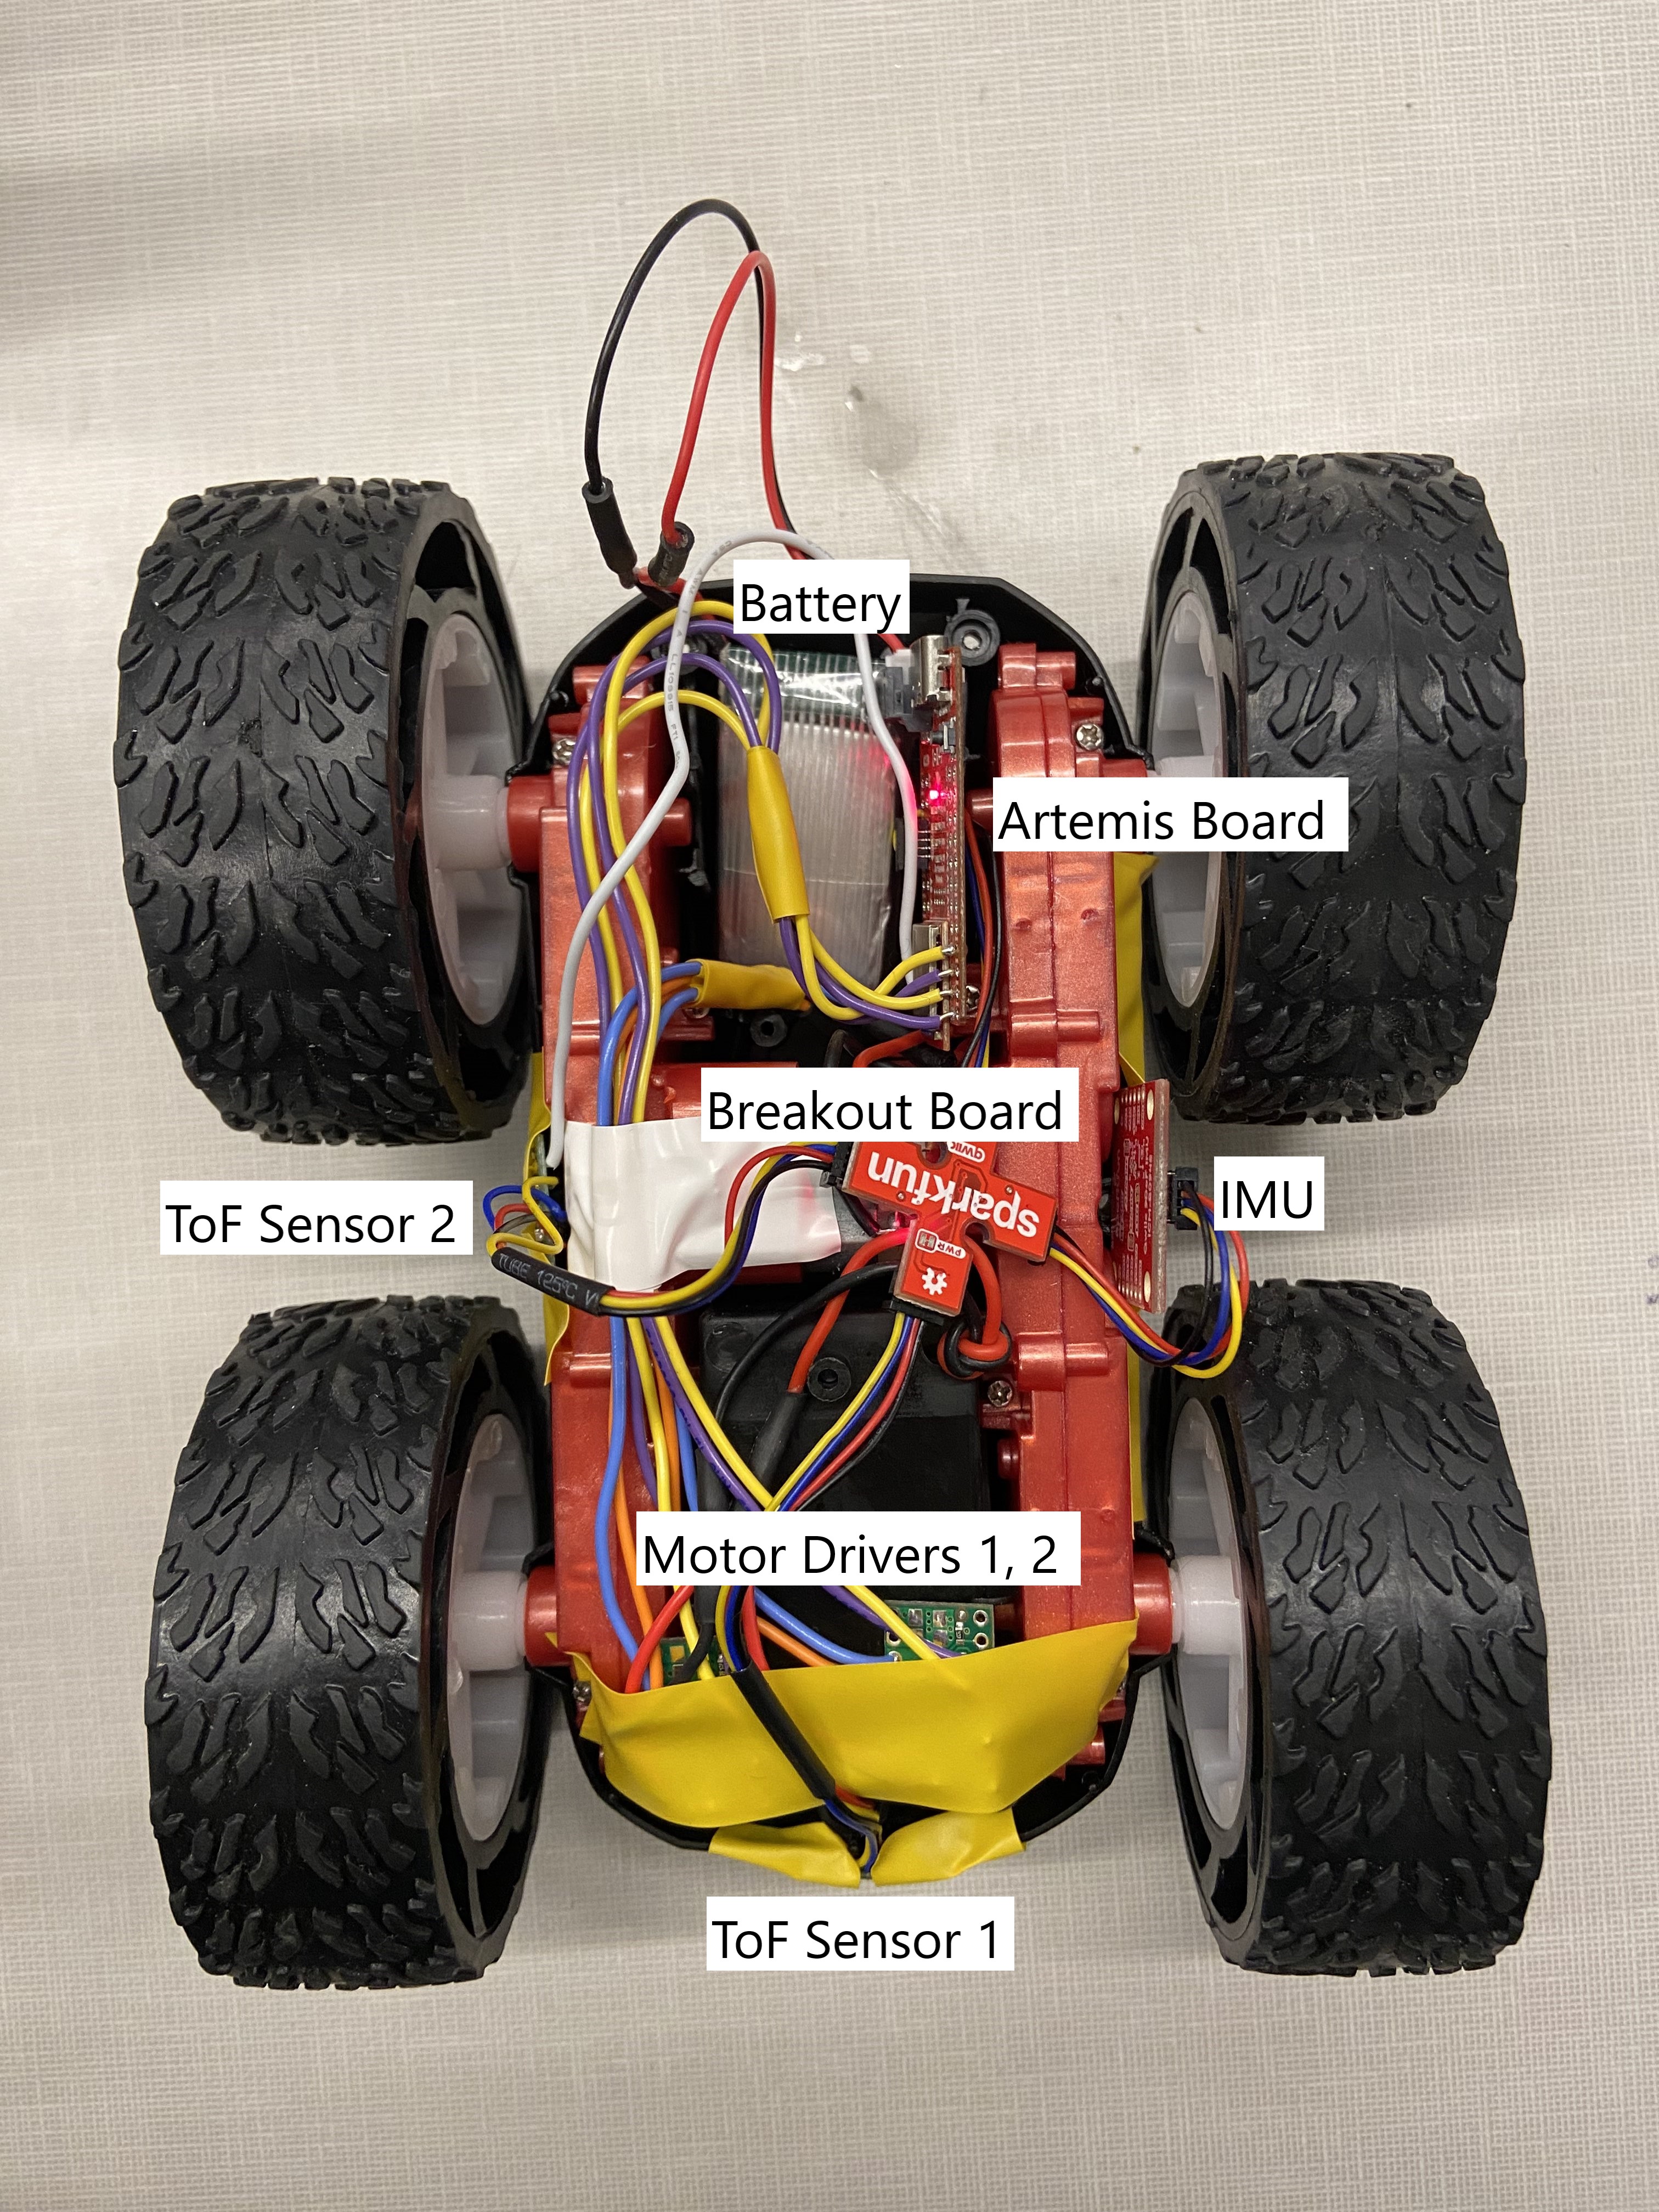 Battery
Artemis Board
Breakout Board
qwiic
sparkfun
PWR
IMU
ToF Sensor 2
TUBE 125°C V
Motor Drivers 1, 2
ToF Sensor 1